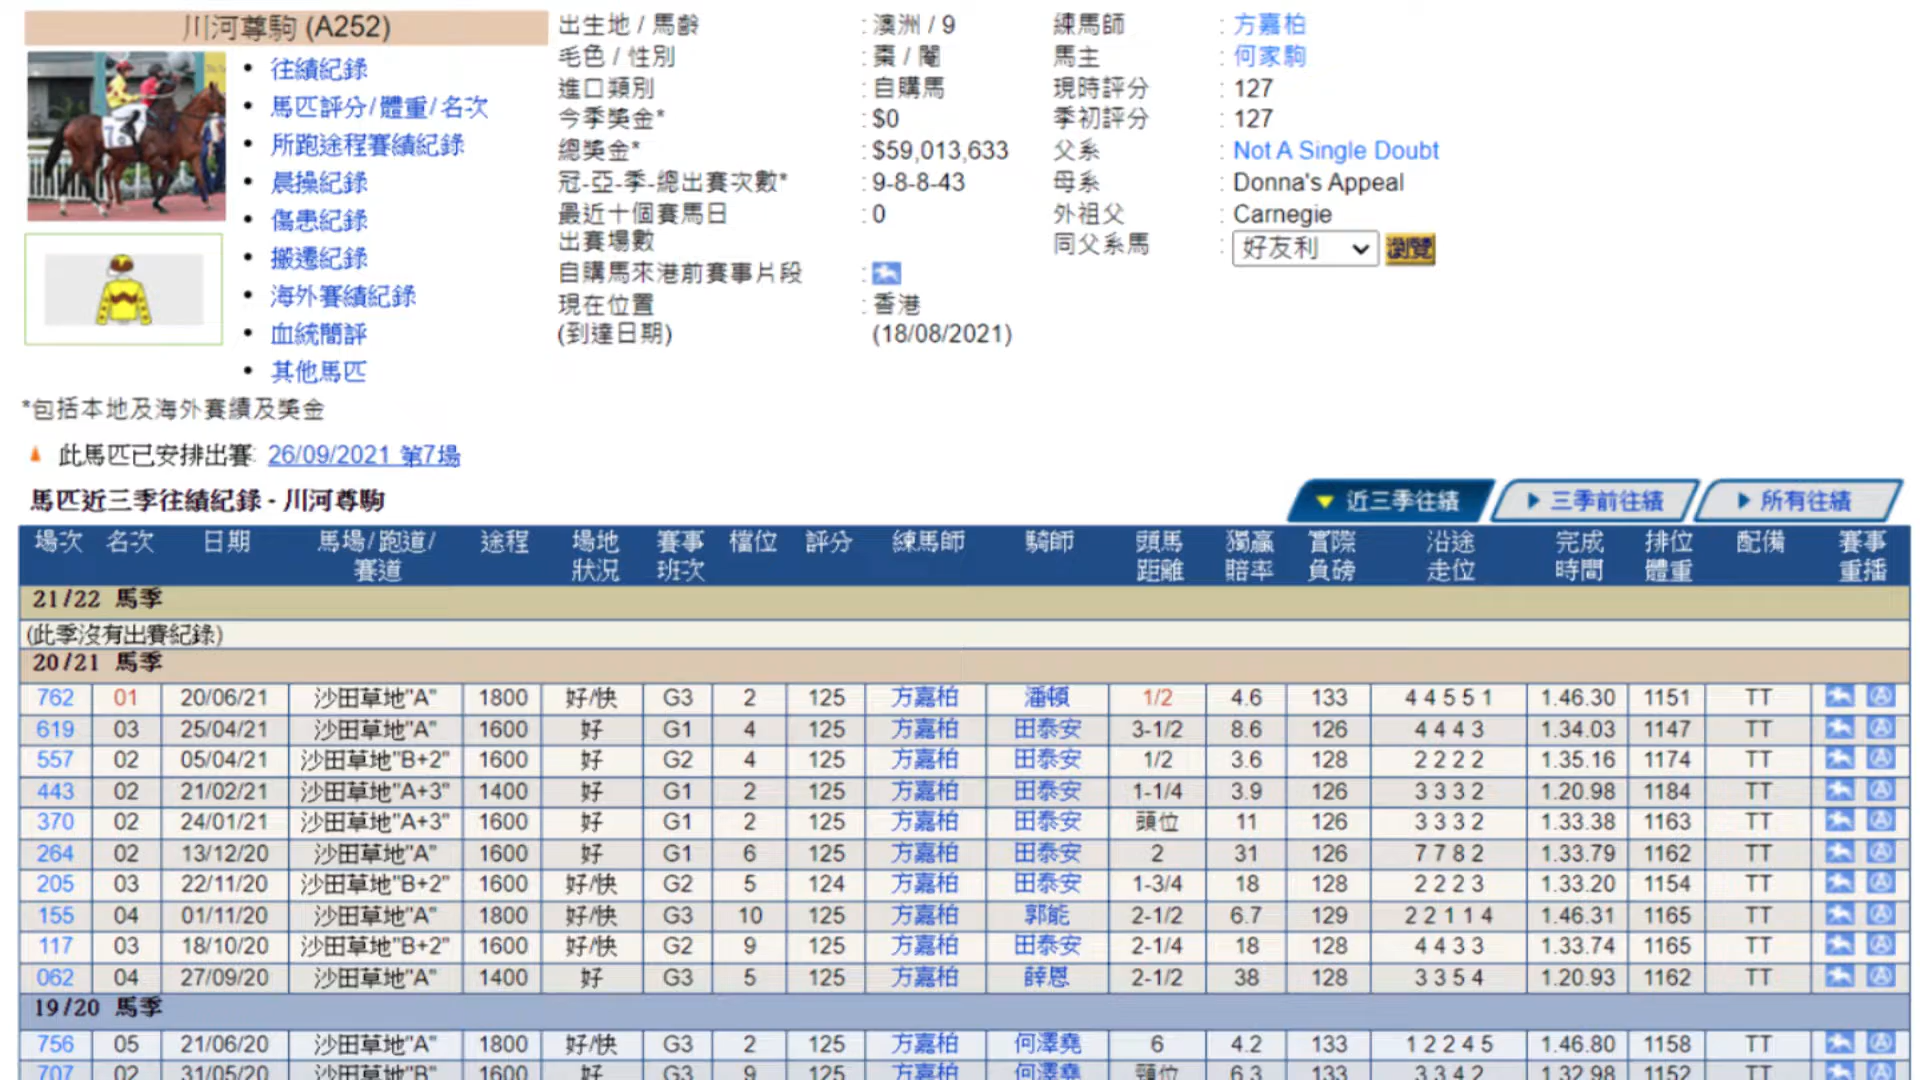 川河尊駒 (A252)
往績紀錄
馬匹評分/體重/名次
所跑途程賽績紀錄
晨操紀錄
傷患紀錄
搬遷紀錄
海外賽績紀錄
血統簡評
其他馬匹
出生地 / 馬齡 : 澳洲 / 9
毛色 / 性別 : 棗 / 閹
進口類別 : 自購馬
今季獎金* : $0
總獎金* : $59,013,633
冠-亞-季-總出賽次數* : 9-8-8-43
最近十個賽馬日 : 0
出賽場數
自購馬來港前賽事片段 :
現在位置 : 香港
(到達日期) (18/08/2021)
練馬師 : 方嘉柏
馬主 : 何家駒
現時評分 : 127
季初評分 : 127
父系 : Not A Single Doubt
母系 : Donna's Appeal
外祖父 : Carnegie
同父系馬 : 好友利 瀏覽
*包括本地及海外賽績及獎金
此馬匹已安排出賽: 26/09/2021 第7場
馬匹近三季往績紀錄 - 川河尊駒
近三季往績 三季前往績 所有往績
場次 名次 日期 馬場/跑道/賽道 途程 場地狀況 賽事班次 檔位 評分 練馬師 騎師 頭馬距離 獨贏賠率 實際負磅 沿途走位 完成時間 排位體重 配備 賽事重播
21/22 馬季
(此季沒有出賽紀錄)
20/21 馬季
762 01 20/06/21 沙田草地"A" 1800 好/快 G3 2 125 方嘉柏 潘頓 1/2 4.6 133 4 4 5 5 1 1.46.30 1151 TT
619 03 25/04/21 沙田草地"A" 1600 好 G1 4 125 方嘉柏 田泰安 3-1/2 8.6 126 4 4 4 3 1.34.03 1147 TT
557 02 05/04/21 沙田草地"B+2" 1600 好 G2 4 125 方嘉柏 田泰安 1/2 3.6 128 2 2 2 2 1.35.16 1174 TT
443 02 21/02/21 沙田草地"A+3" 1400 好 G1 2 125 方嘉柏 田泰安 1-1/4 3.9 126 3 3 3 2 1.20.98 1184 TT
370 02 24/01/21 沙田草地"A+3" 1600 好 G1 2 125 方嘉柏 田泰安 頭位 11 126 3 3 3 2 1.33.38 1163 TT
264 02 13/12/20 沙田草地"A" 1600 好 G1 6 125 方嘉柏 田泰安 2 31 126 7 7 8 2 1.33.79 1162 TT
205 03 22/11/20 沙田草地"B+2" 1600 好/快 G2 5 124 方嘉柏 田泰安 1-3/4 18 128 2 2 2 3 1.33.20 1154 TT
155 04 01/11/20 沙田草地"A" 1800 好/快 G3 10 125 方嘉柏 郭能 2-1/2 6.7 129 2 2 1 1 4 1.46.31 1165 TT
117 03 18/10/20 沙田草地"B+2" 1600 好/快 G2 9 125 方嘉柏 田泰安 2-1/4 18 128 4 4 3 3 1.33.74 1165 TT
062 04 27/09/20 沙田草地"A" 1400 好 G3 5 125 方嘉柏 薛恩 2-1/2 38 128 3 3 5 4 1.20.93 1162 TT
19/20 馬季
756 05 21/06/20 沙田草地"A" 1800 好/快 G3 2 125 方嘉柏 何澤堯 6 4.2 133 1 2 2 4 5 1.46.80 1158 TT
707 02 31/05/20 沙田草地"B" 1600 好 G3 9 125 方嘉柏 何澤堯 頸位 6.3 133 3 3 4 2 1.32.98 1152 TT